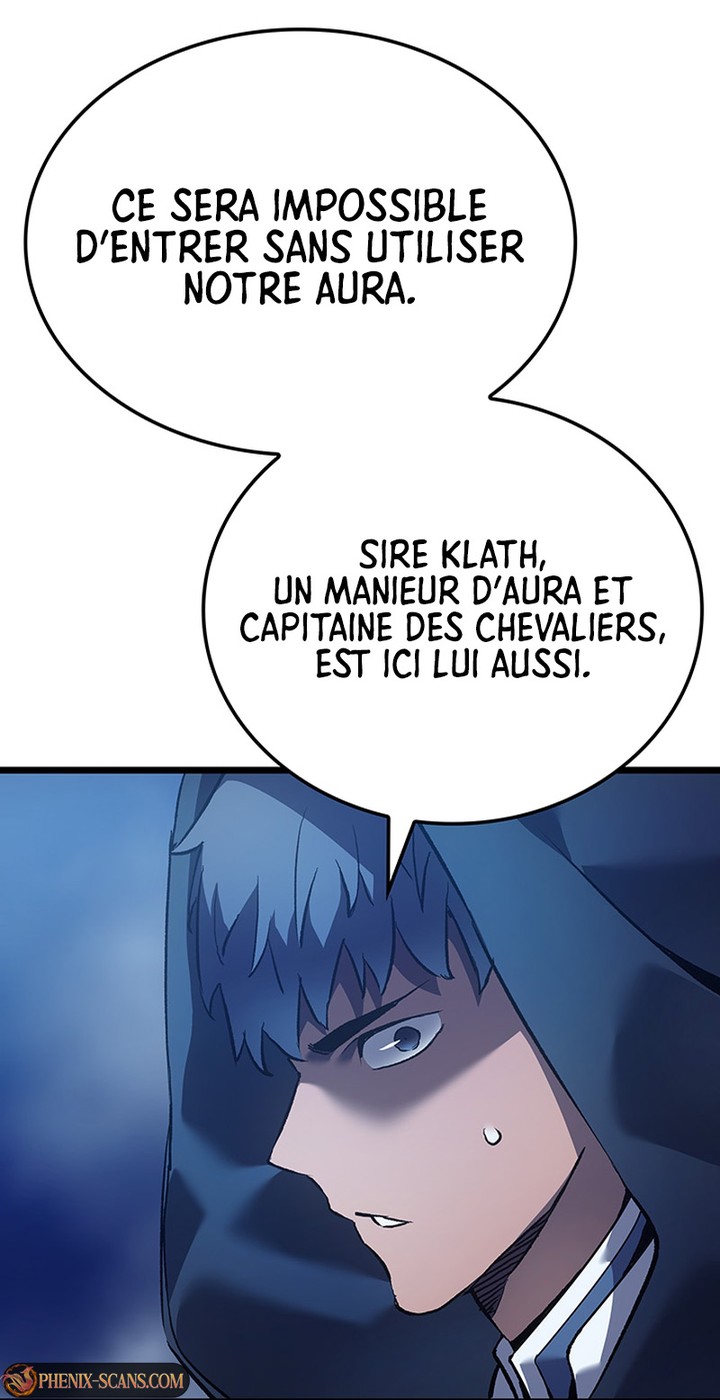 CE SERA IMPOSSIBLE
D'ENTRER SANS UTILISER
NOTRE AURA.
SIRE KLATH,
UN MANIEUR D'AURA ET
CAPITAINE DES CHEVALIERS,
EST ICI LUI AUSSI.
PHENIX-SCANS.COM